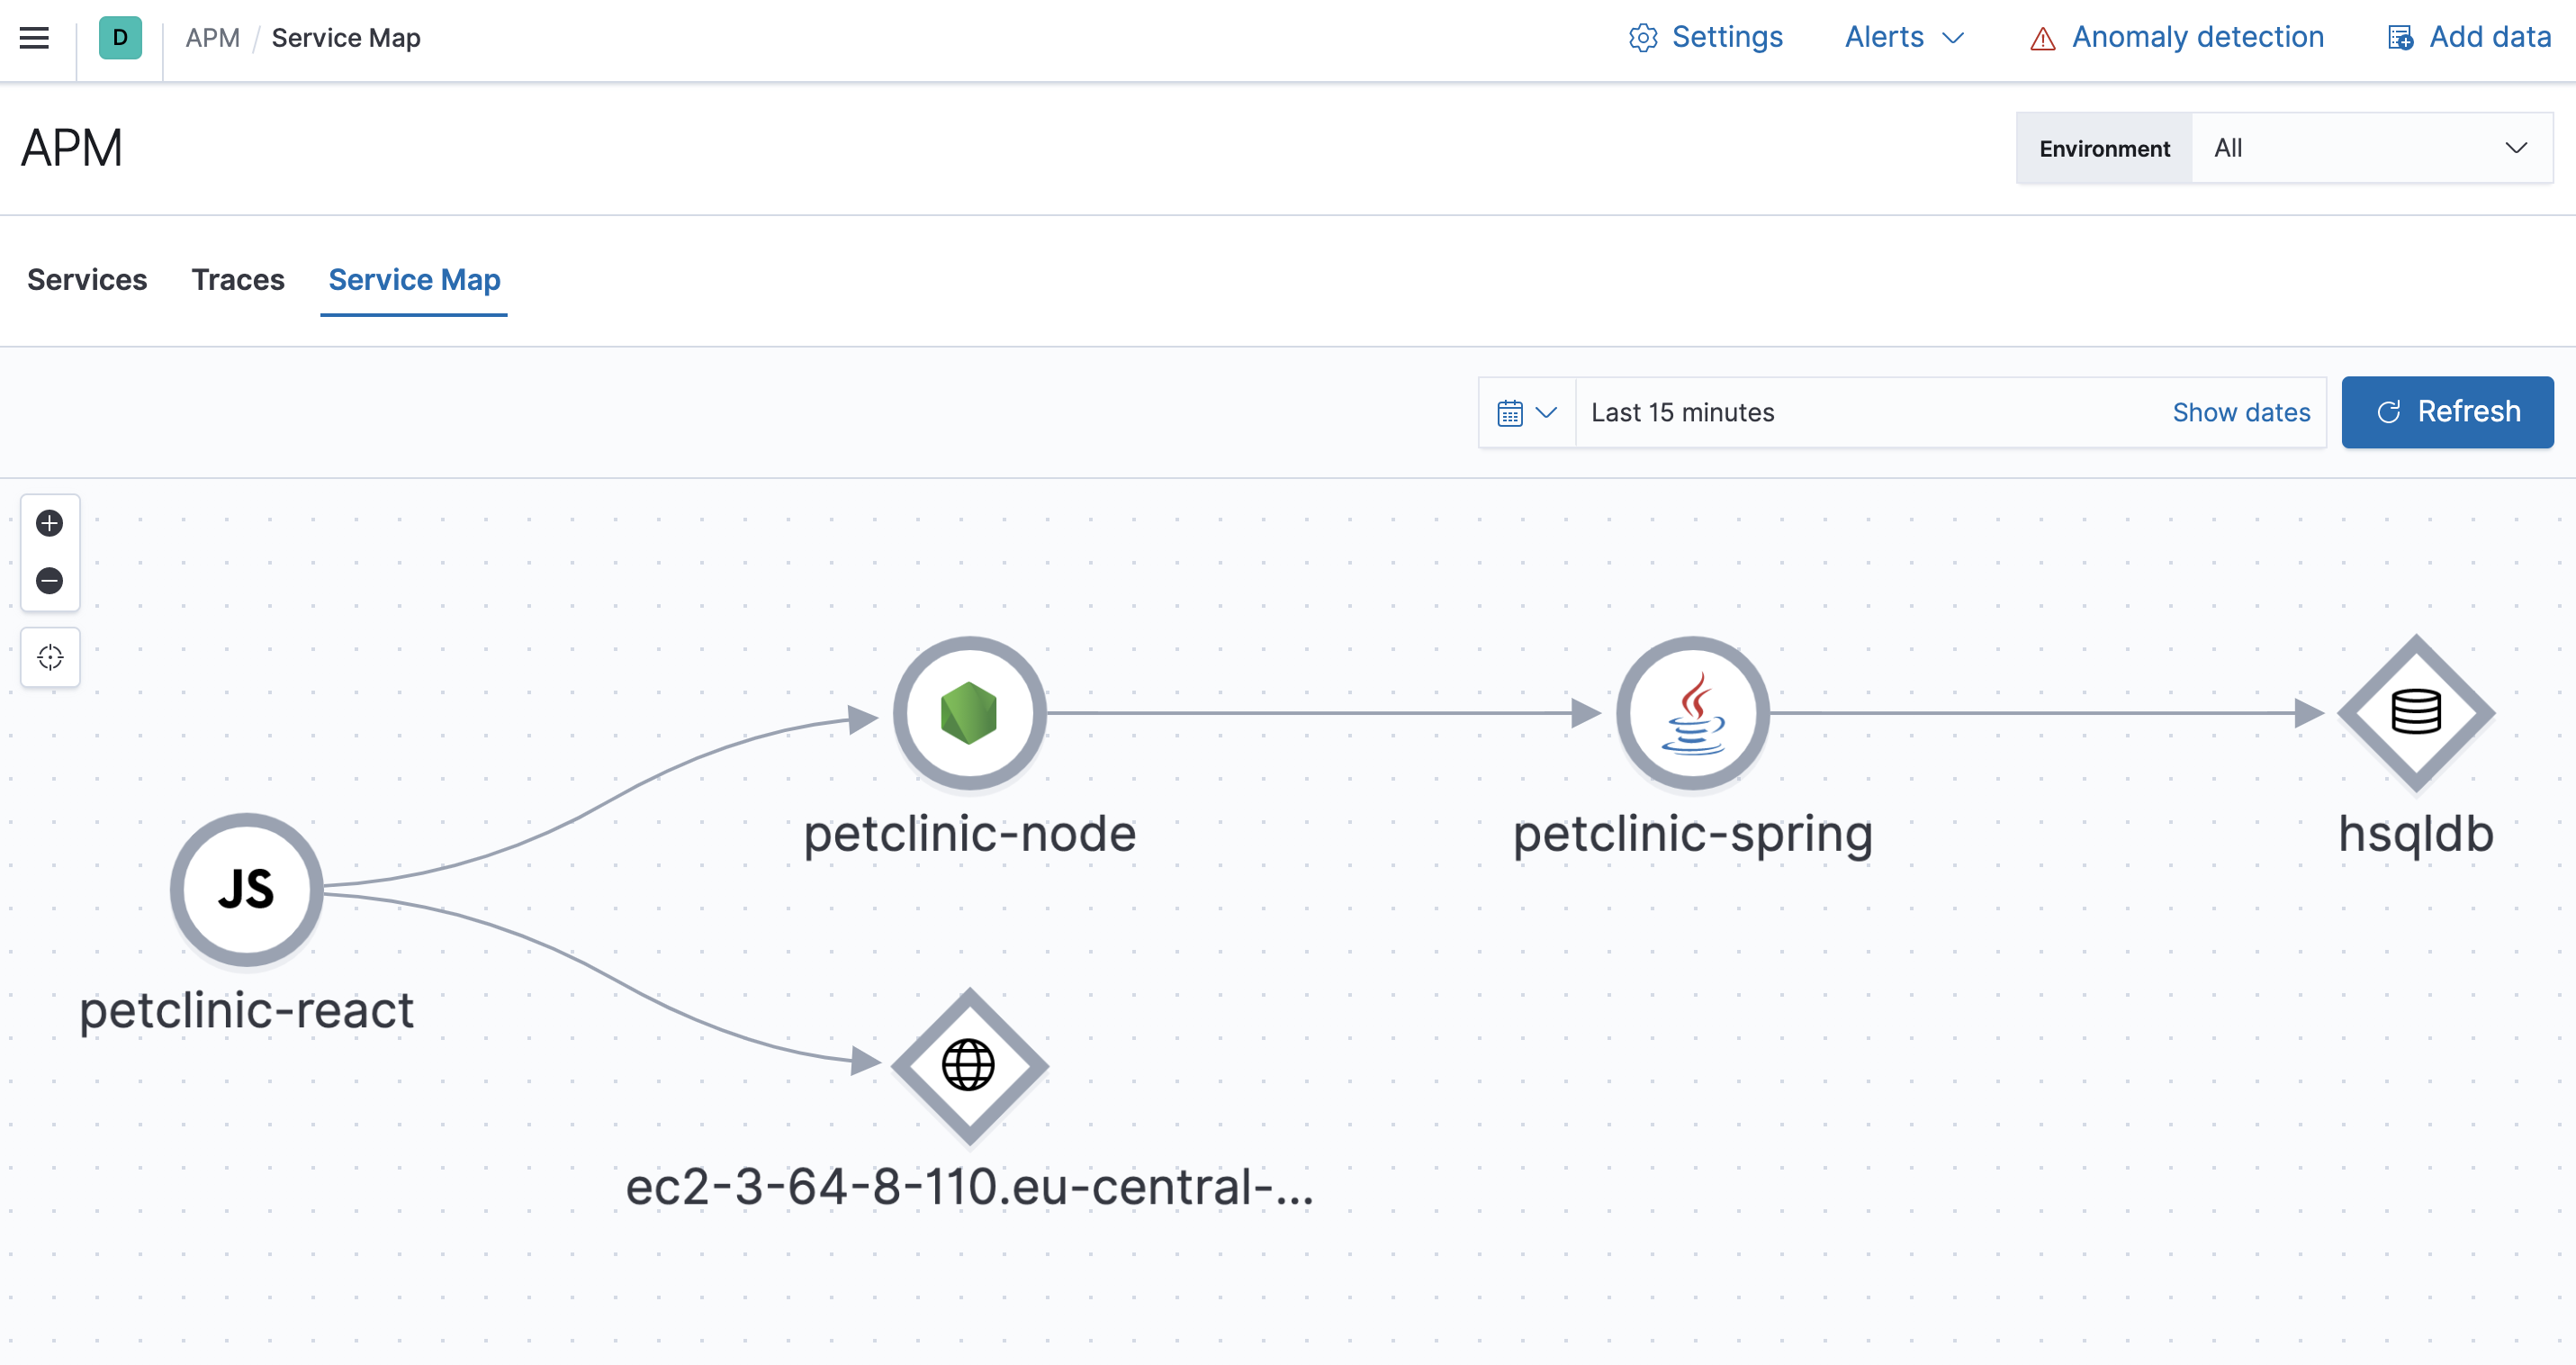 D APM / Service Map Settings Alerts Anomaly detection Add data
APM
Environment All
Services Traces Service Map
Last 15 minutes Show dates Refresh
petclinic-node petclinic-spring hsqldb
JS
petclinic-react
ec2-3-64-8-110.eu-central-...